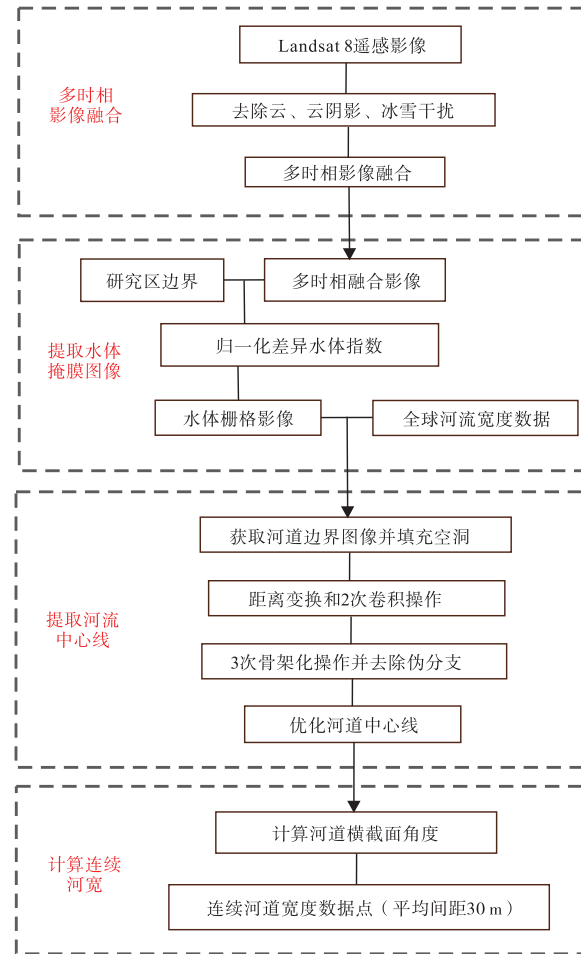 Landsat 8遥感影像
多时相
影像融合
去除云、云阴影、冰雪干扰
多时相影像融合
研究区边界
多时相融合影像
归一化差异水体指数
提取水体
掩膜图像
水体栅格影像
全球河流宽度数据
获取河道边界图像并填充空洞
距离变换和2次卷积操作
提取河流
中心线
3次骨架化操作并去除伪分支
优化河道中心线
计算河道横截面角度
计算连续
河宽
连续河道宽度数据点（平均间距30 m）